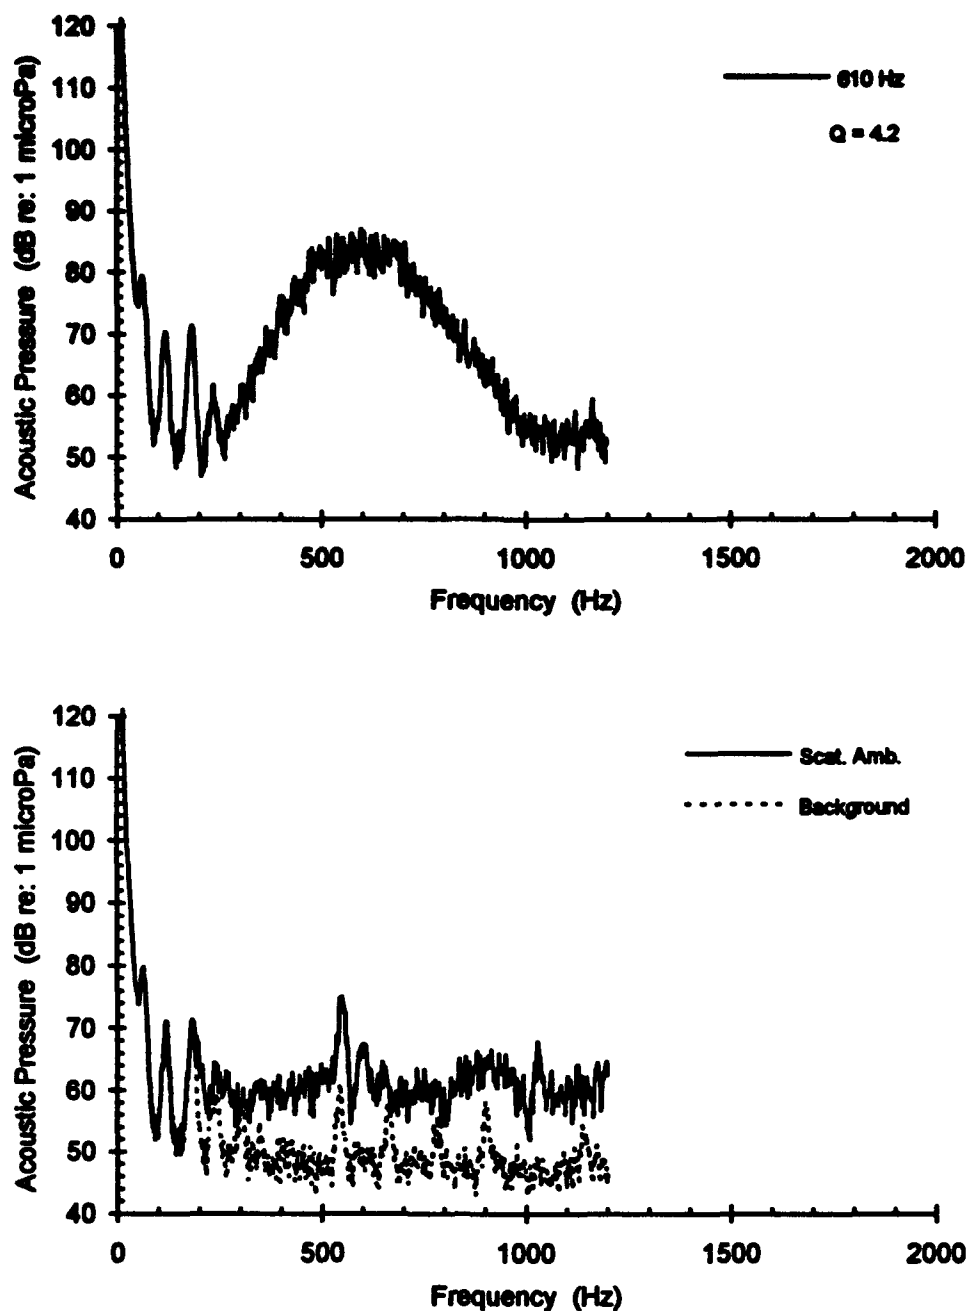 120
110
100
90
80
70
60
50
40
Acoustic Pressure (dB re: 1 microPa)
610 Hz
Q = 4.2
0 500 1000 1500 2000
Frequency (Hz)
120
110
100
90
80
70
60
50
40
Acoustic Pressure (dB re: 1 microPa)
Scat. Amb.
Background
0 500 1000 1500 2000
Frequency (Hz)